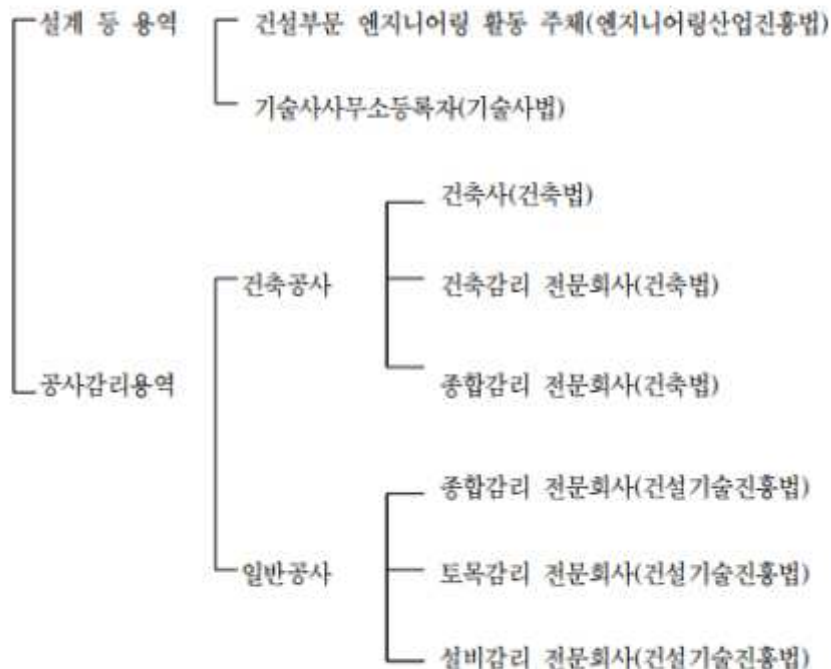 설계 등 용역
건설부문 엔지니어링 활동 주체(엔지니어링산업진흥법)
기술사사무소등록자(기술사법)
건축사(건축법)
건축공사
건축감리 전문회사(건축법)
공사감리용역
종합감리 전문회사(건축법)
종합감리 전문회사(건설기술진흥법)
일반공사
토목감리 전문회사(건설기술진흥법)
설비감리 전문회사(건설기술진흥법)